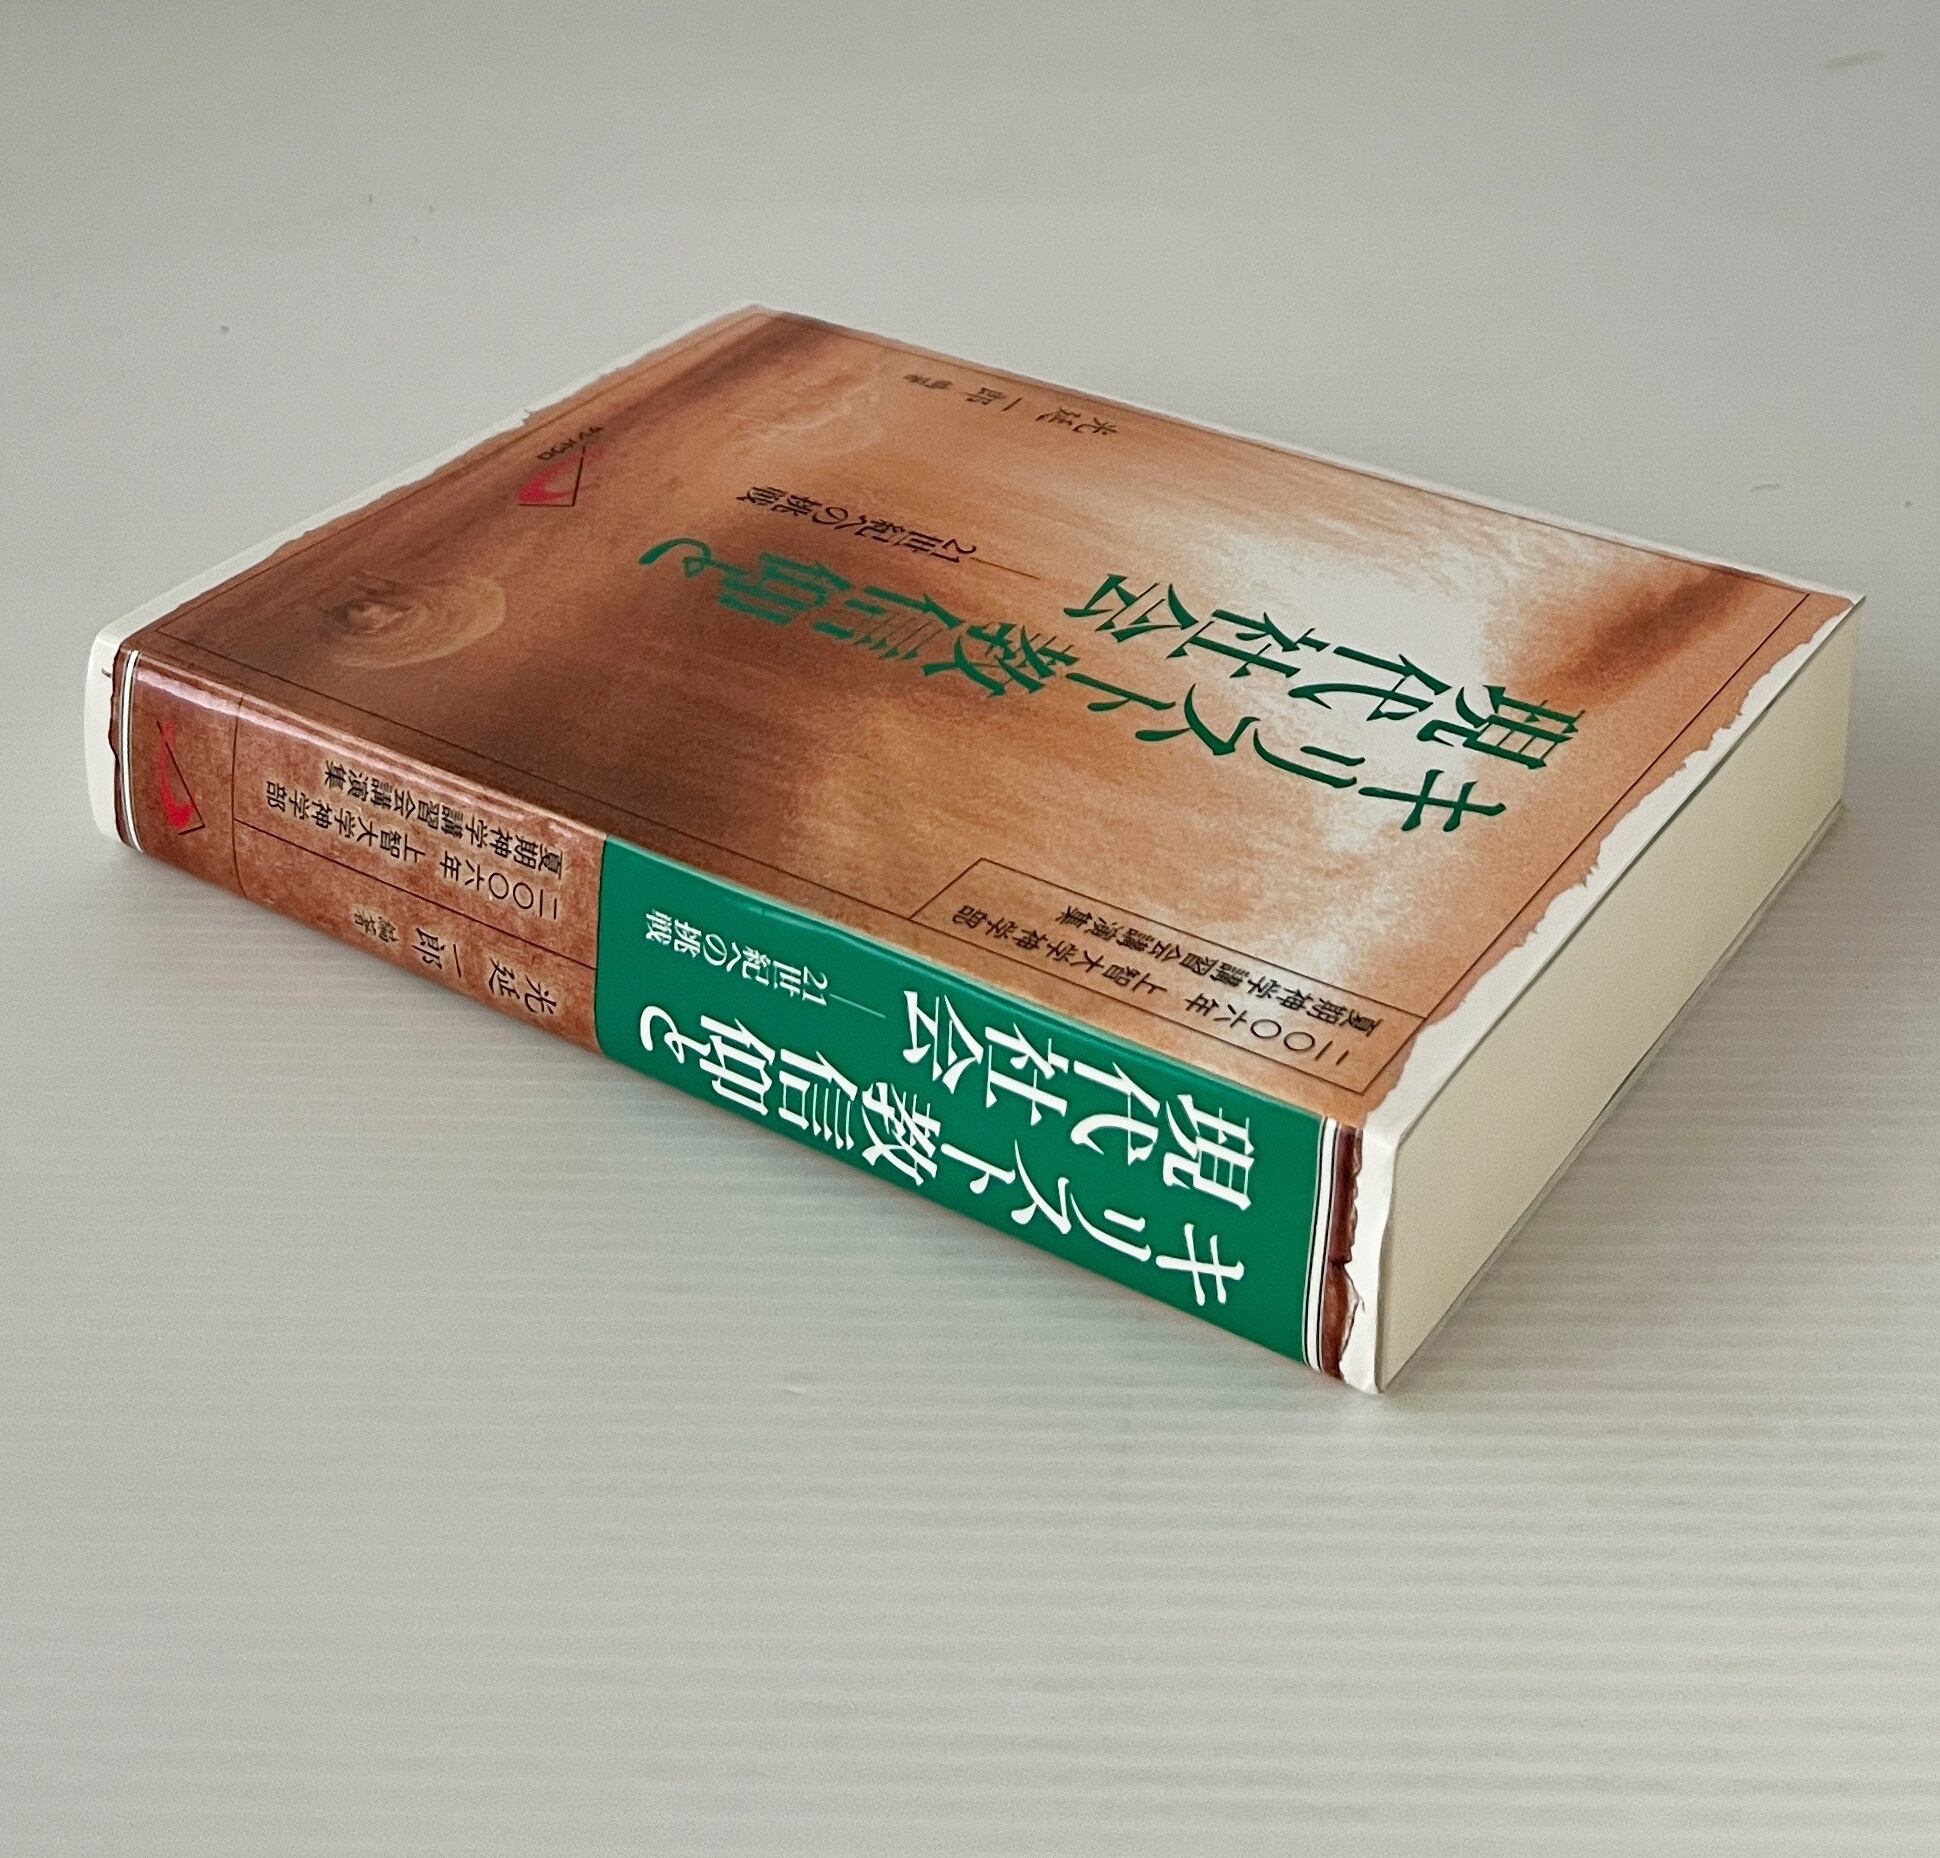 二〇〇六年 上智大学神学部
夏期神学講習会講演集
キリスト教信仰と
現代社会
――21世紀への挑戦
光延一郎 編著
サンパウロ
キリスト教信仰と
現代社会
――21世紀への挑戦
二〇〇六年 上智大学神学部
夏期神学講習会講演集
光延一郎 編著